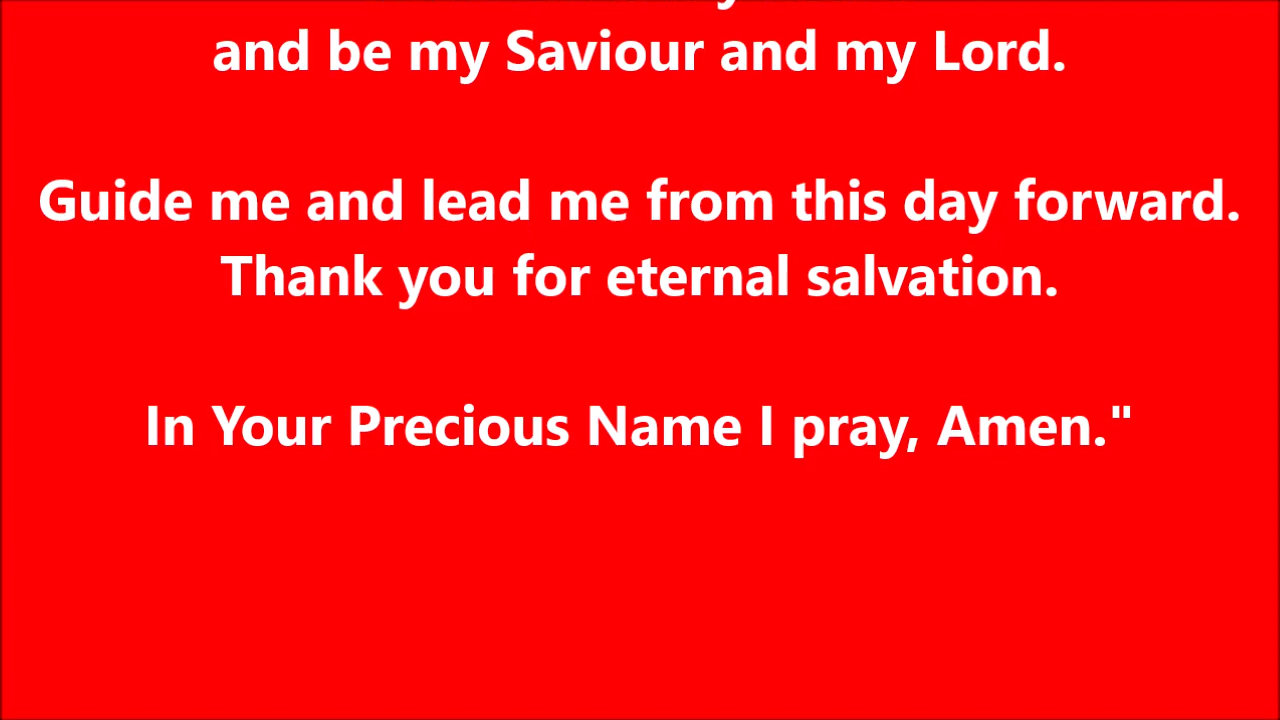 and be my Saviour and my Lord.
Guide me and lead me from this day forward.
Thank you for eternal salvation.
In Your Precious Name I pray, Amen."